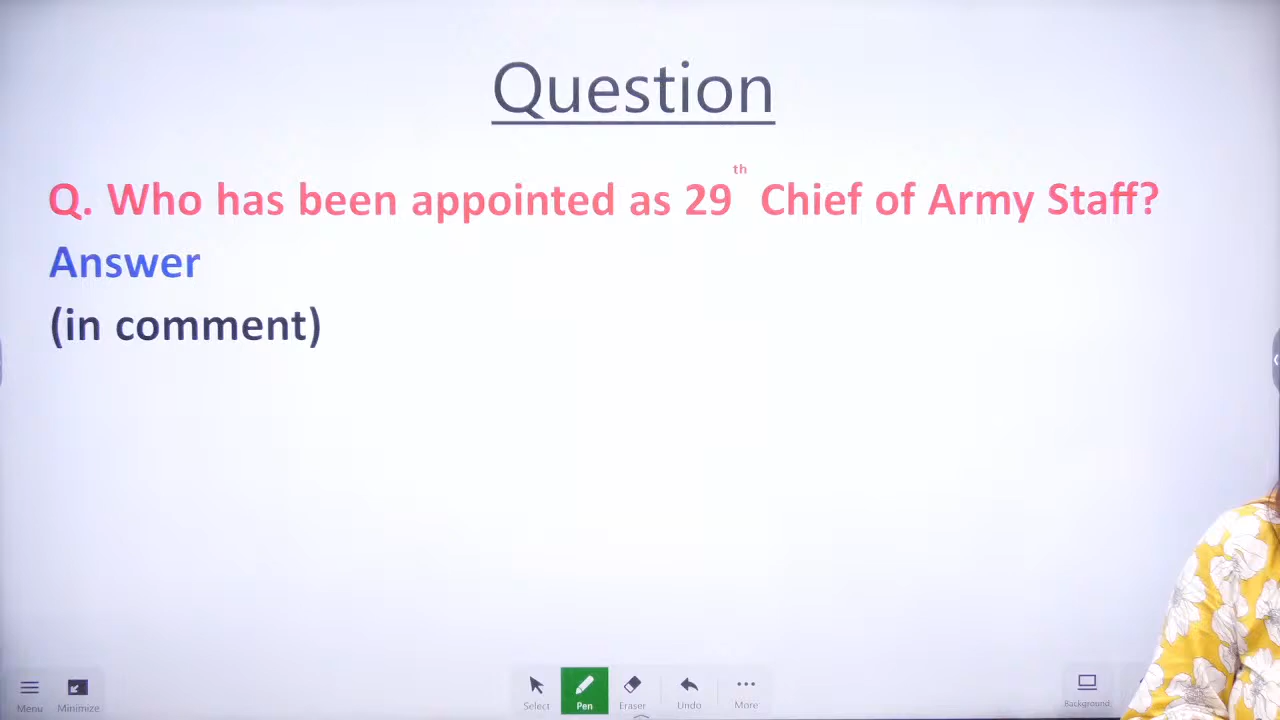 Question
Q. Who has been appointed as 29th Chief of Army Staff?
Answer
(in comment)
Menu
Minimize
Select
Pen
Eraser
Undo
More
Background